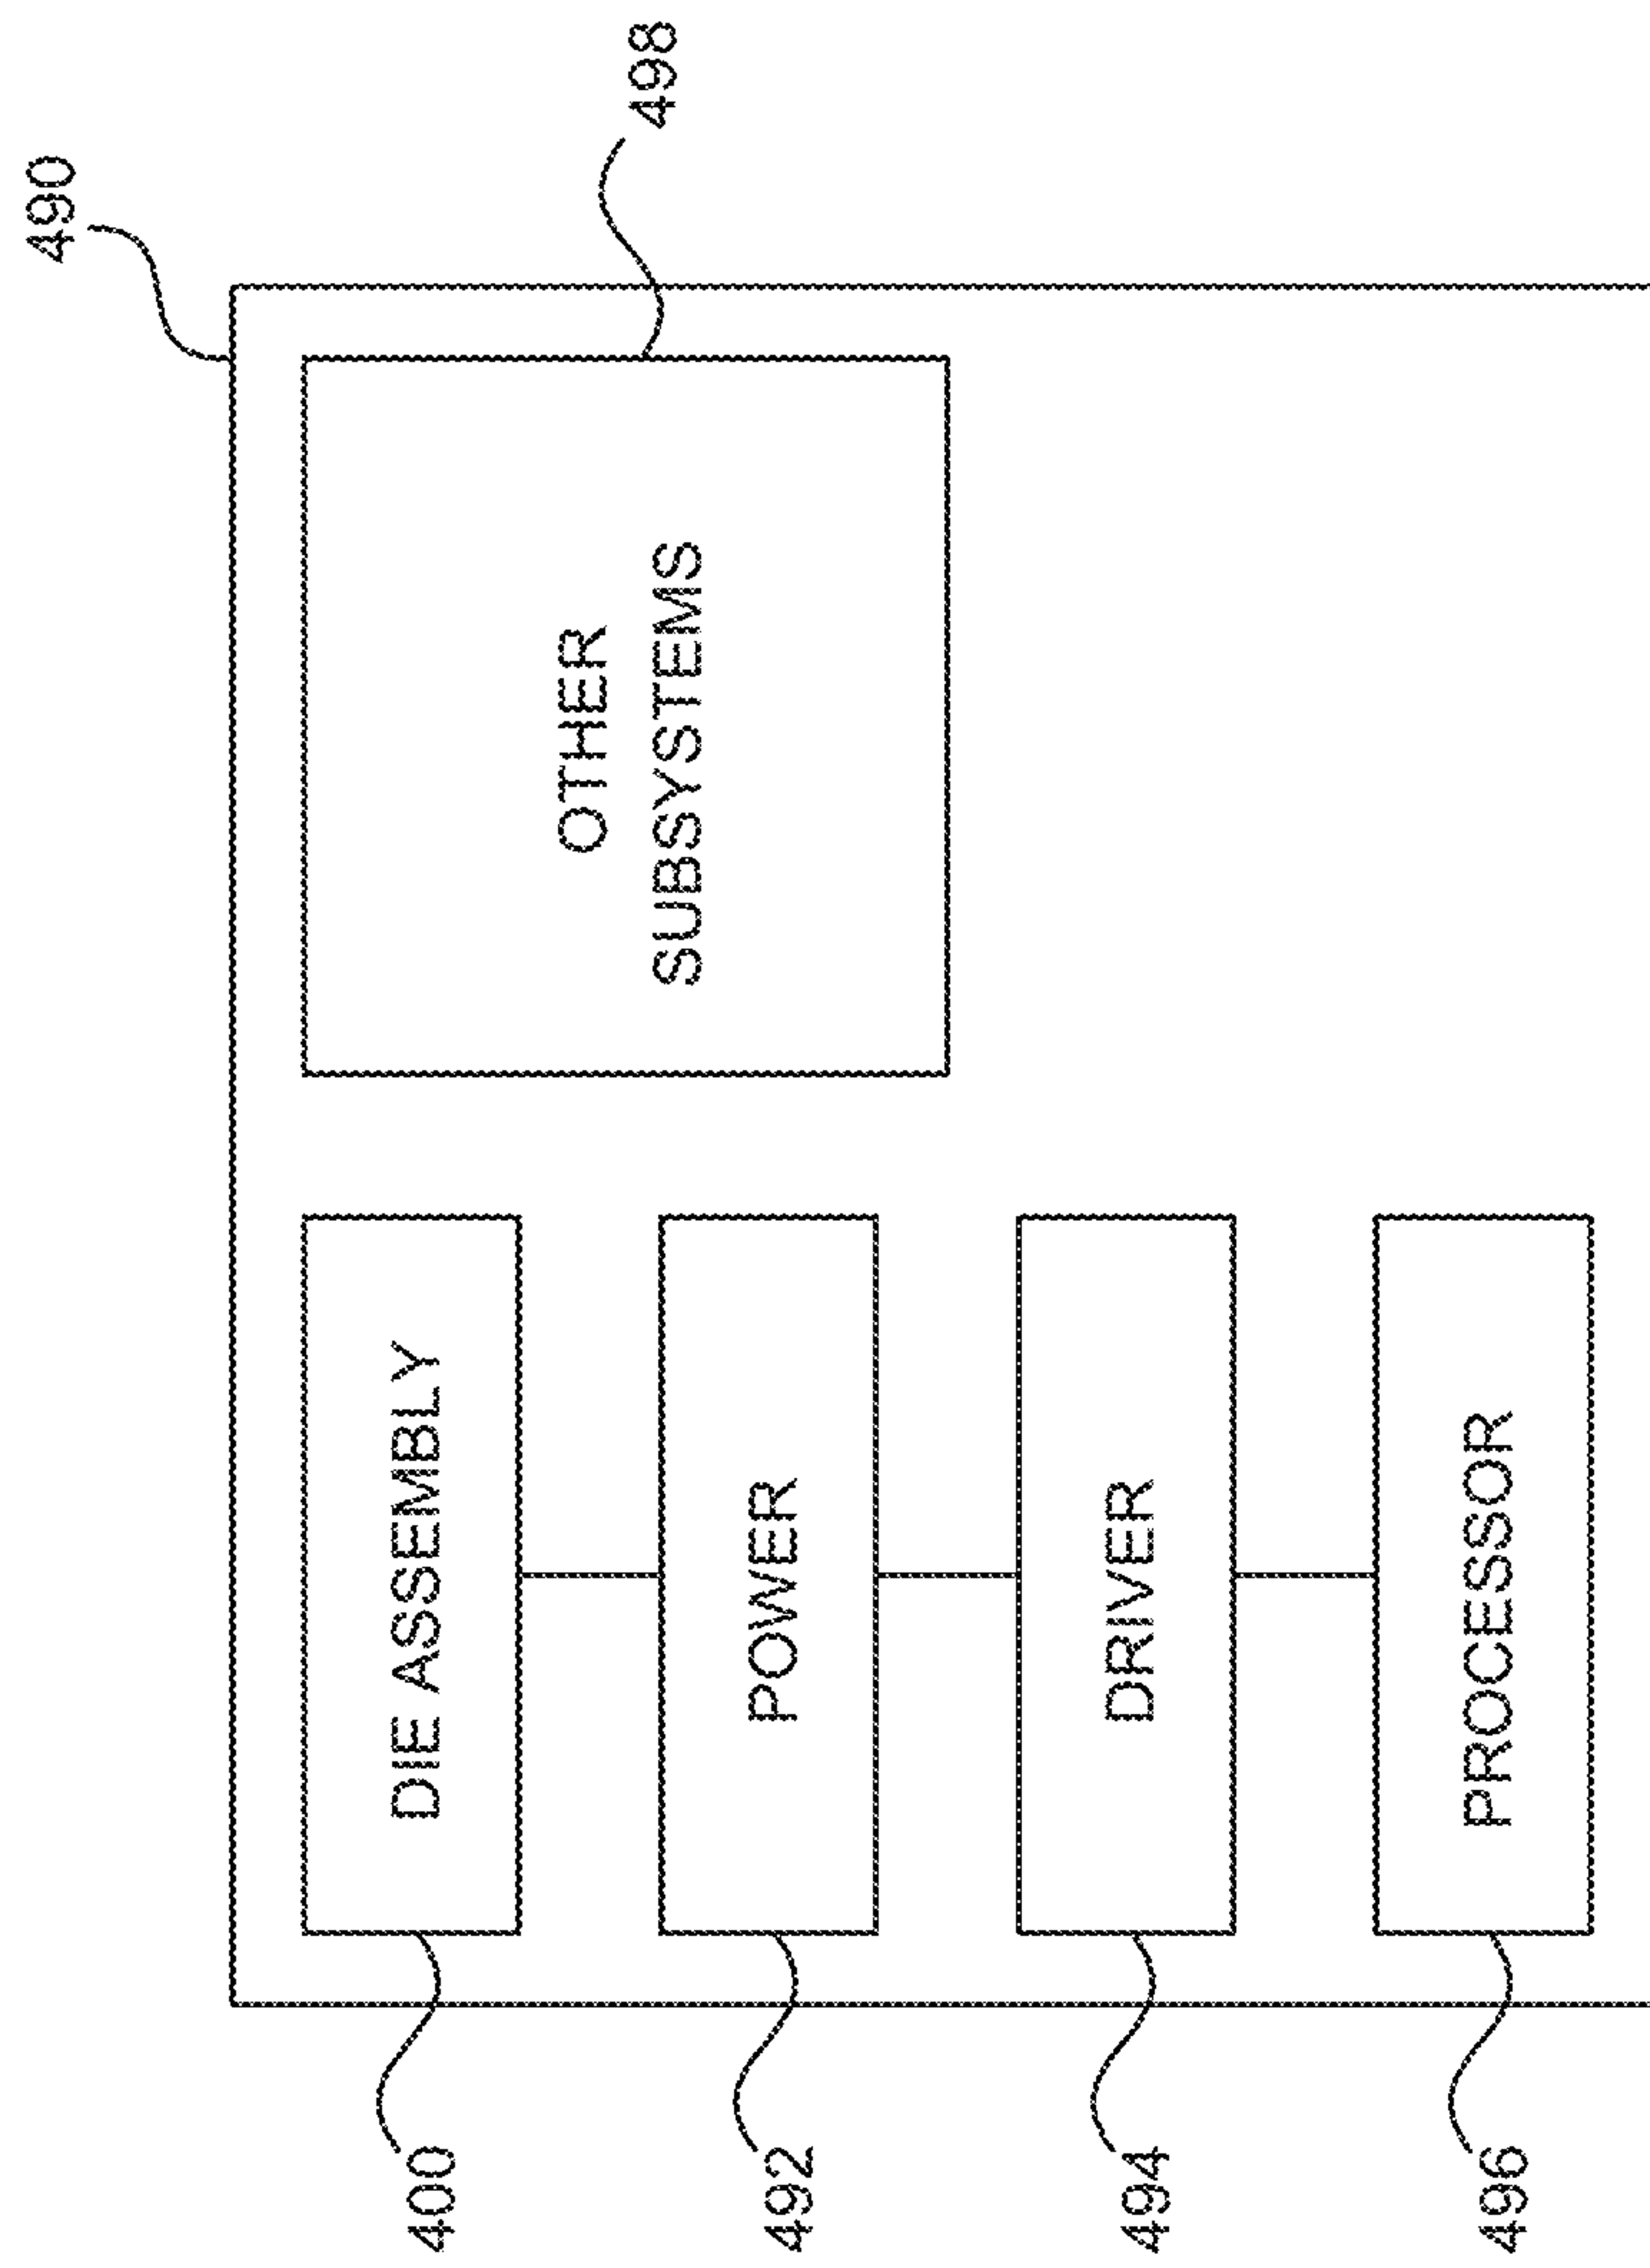 490
400
DIE ASSEMBLY
OTHER
SUBSYSTEMS
498
492
POWER
494
DRIVER
496
PROCESSOR